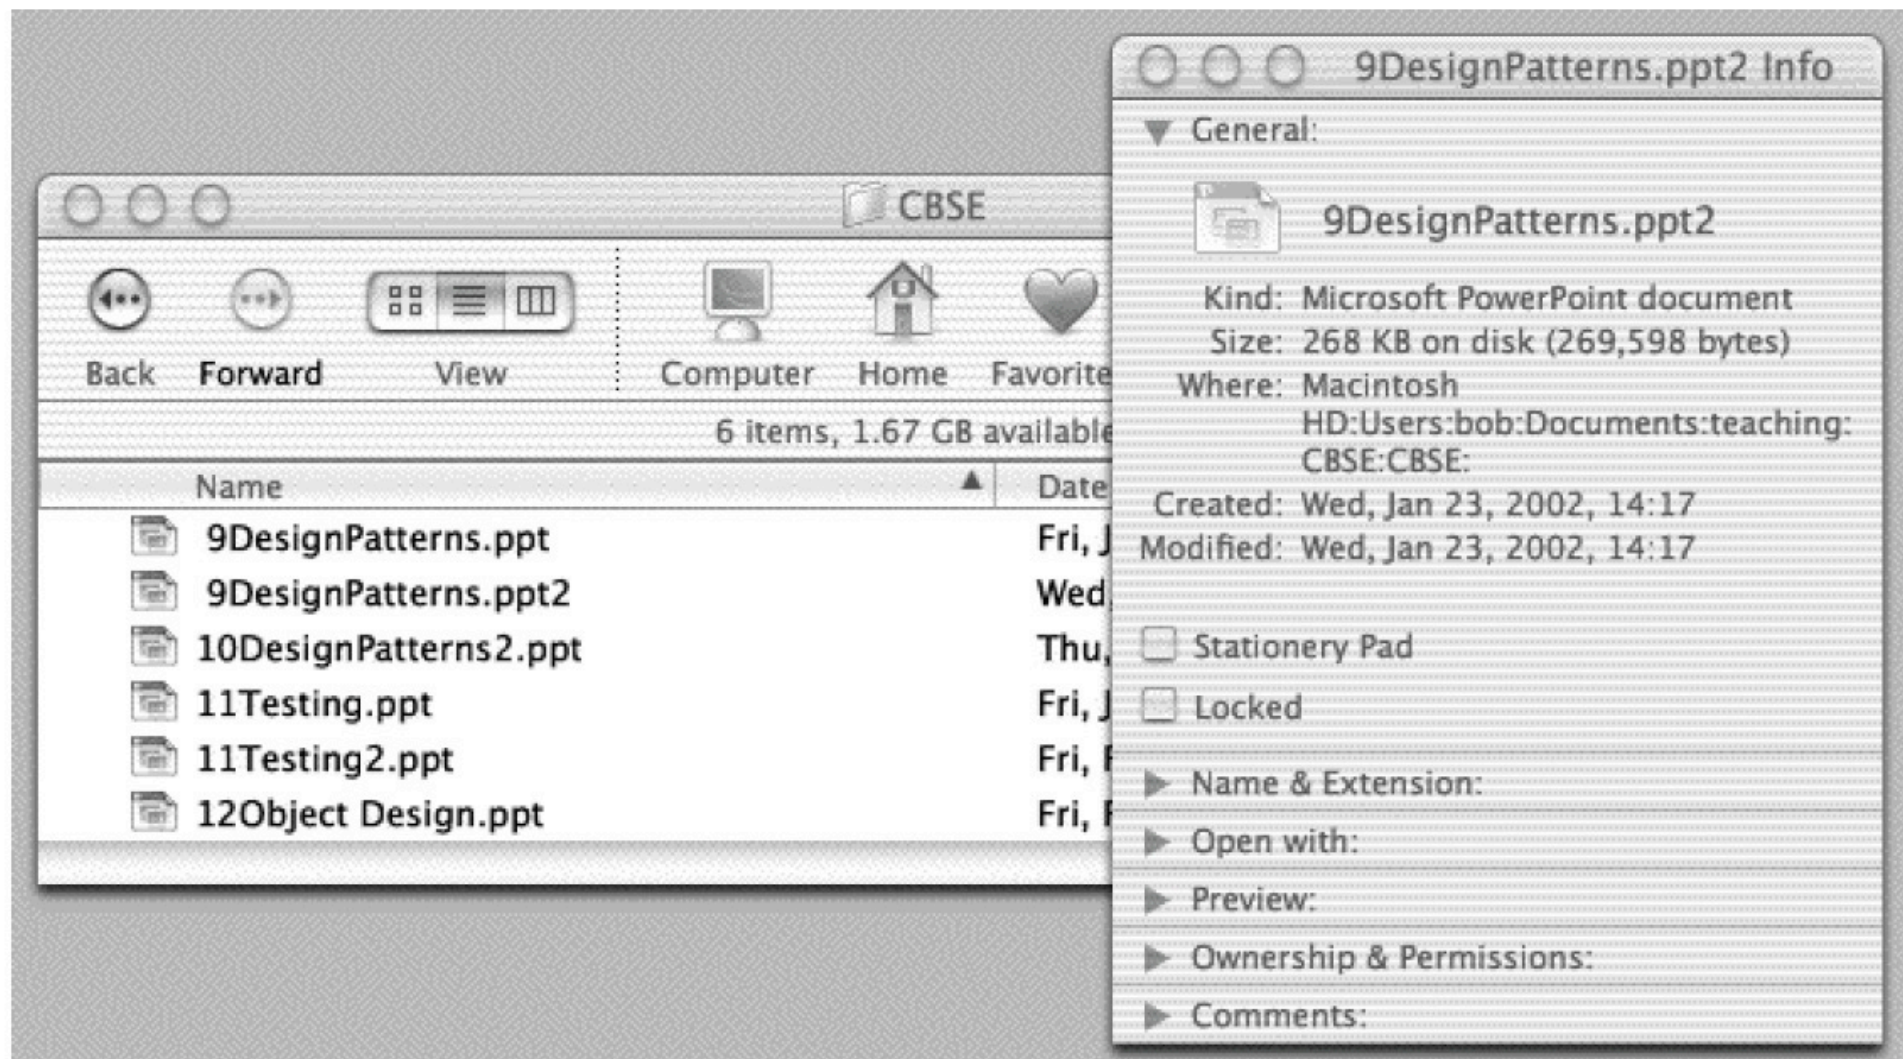 CBSE
Back Forward View Computer Home Favorite
6 items, 1.67 GB available
Name Date
9DesignPatterns.ppt Fri, J
9DesignPatterns.ppt2 Wed,
10DesignPatterns2.ppt Thu,
11Testing.ppt Fri, J
11Testing2.ppt Fri, F
12Object Design.ppt Fri, F
9DesignPatterns.ppt2 Info
General:
9DesignPatterns.ppt2
Kind: Microsoft PowerPoint document
Size: 268 KB on disk (269,598 bytes)
Where: Macintosh
HD:Users:bob:Documents:teaching:
CBSE:CBSE:
Created: Wed, Jan 23, 2002, 14:17
Modified: Wed, Jan 23, 2002, 14:17
Stationery Pad
Locked
Name & Extension:
Open with:
Preview:
Ownership & Permissions:
Comments: